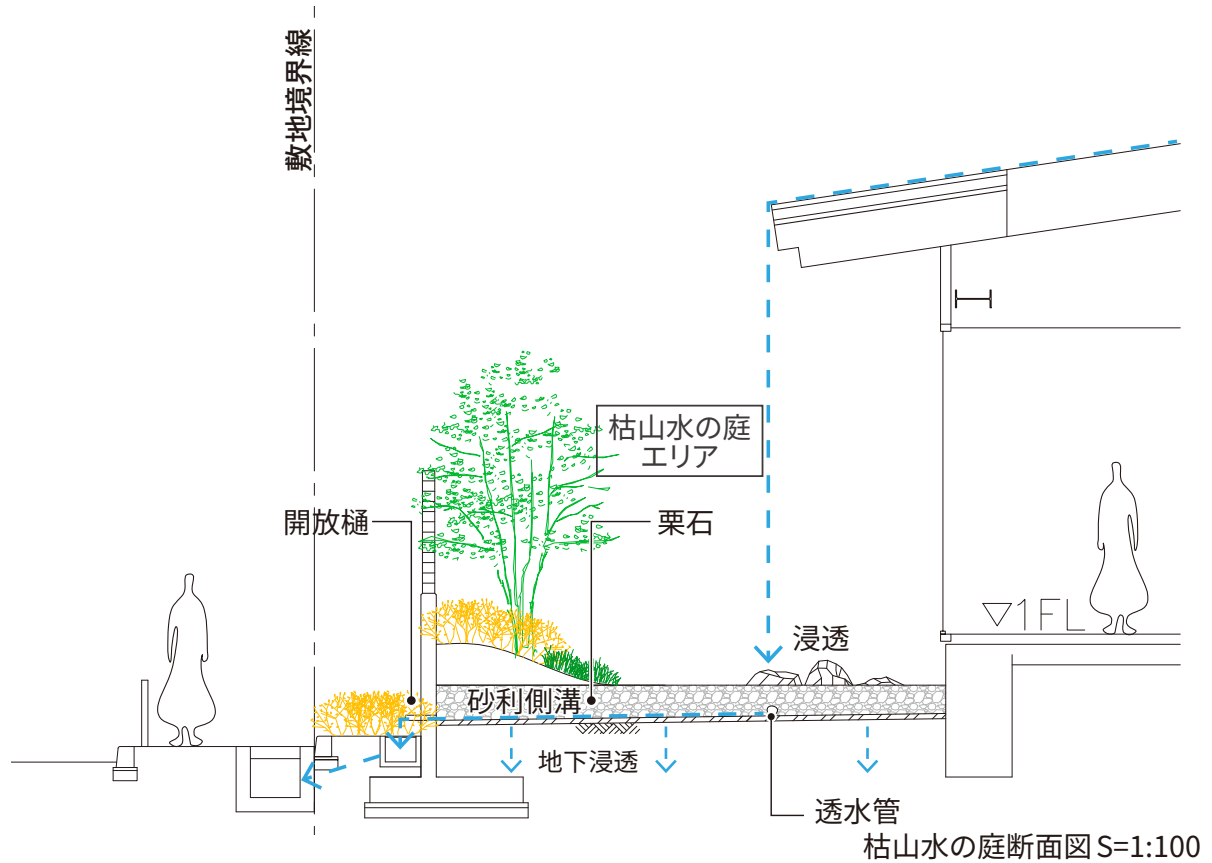 敷地境界線
枯山水の庭
エリア
開放樋
栗石
▽1FL
浸透
砂利側溝
地下浸透
透水管
枯山水の庭断面図 S=1:100